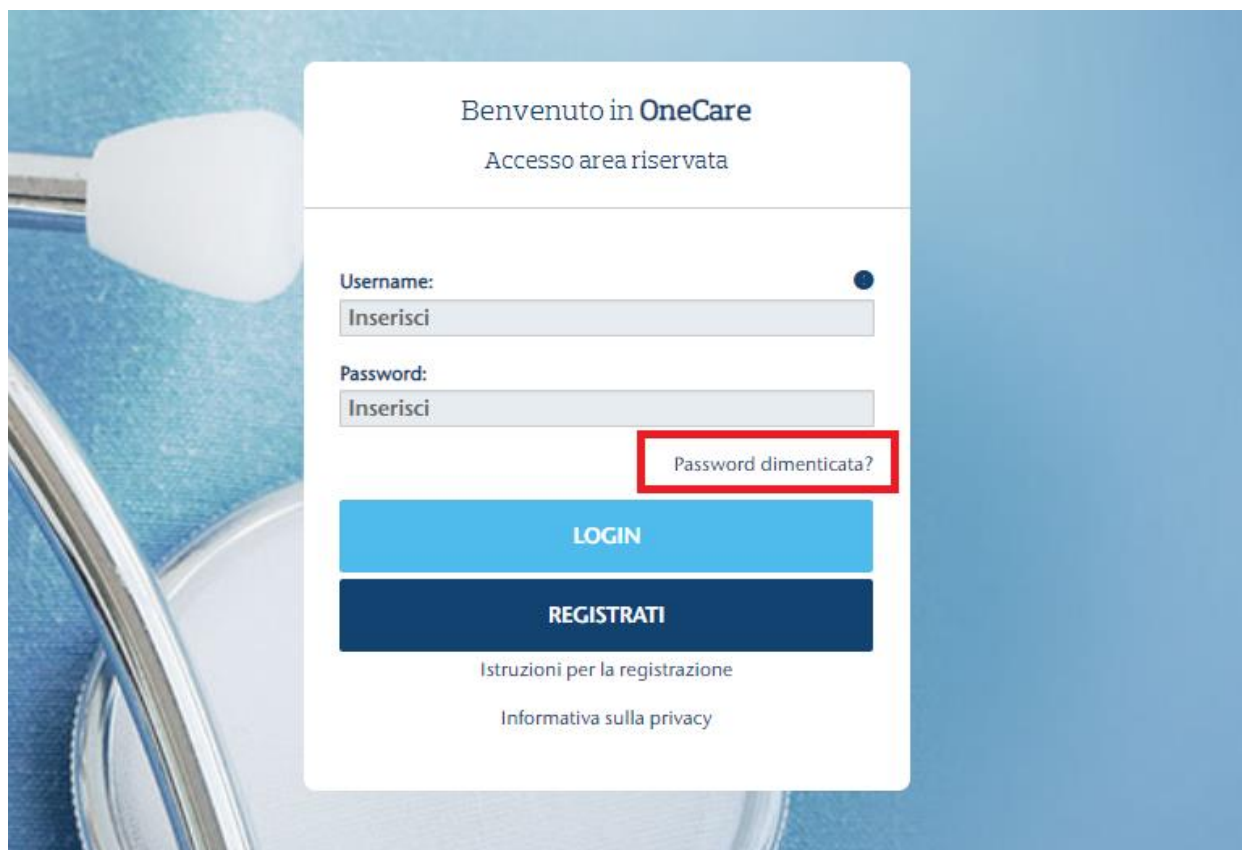 Benvenuto in OneCare
Accesso area riservata
Username:
Inserisci
Password:
Inserisci
Password dimenticata?
LOGIN
REGISTRATI
Istruzioni per la registrazione
Informativa sulla privacy